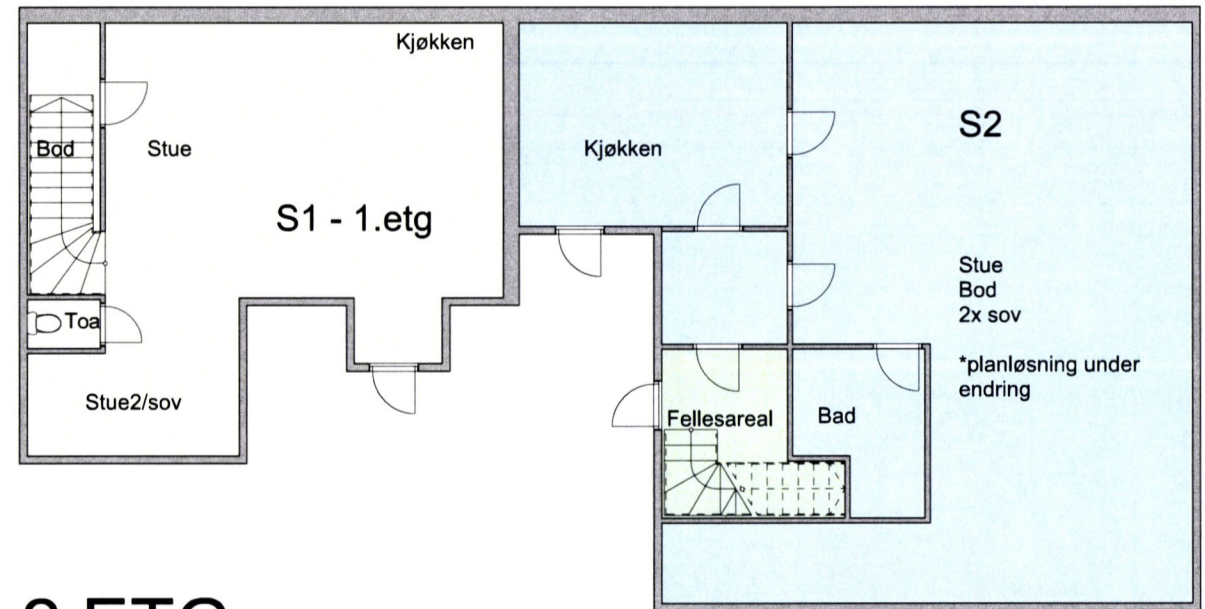 Kjøkken
Bod
Stue
S1 - 1.etg
Toa
Stue2/sov
Kjøkken
S2
Stue
Bod
2x sov
*planløsning under
endring
Fellesareal
Bad
ETG